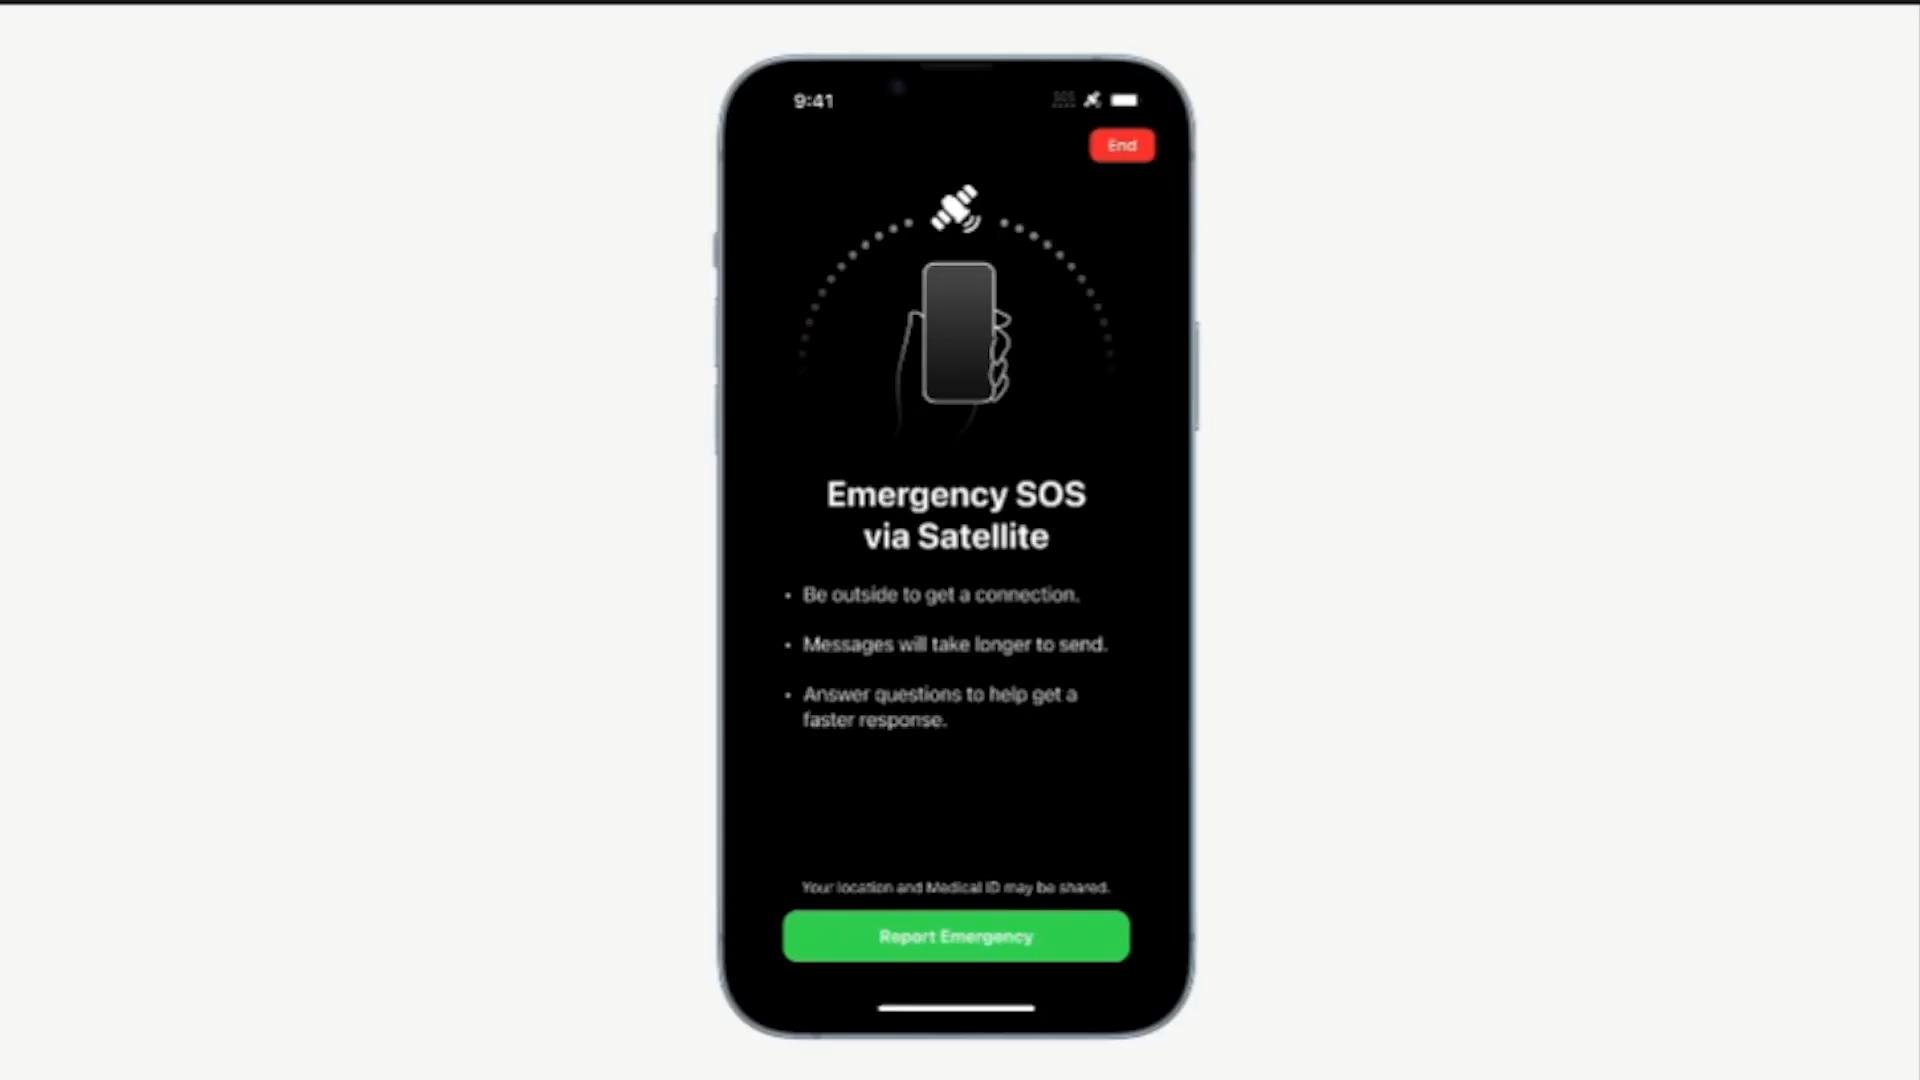 9:41
SOS
End
Emergency SOS
via Satellite
• Be outside to get a connection.
• Messages will take longer to send.
• Answer questions to help get a
faster response.
Your location and Medical ID may be shared.
Report Emergency